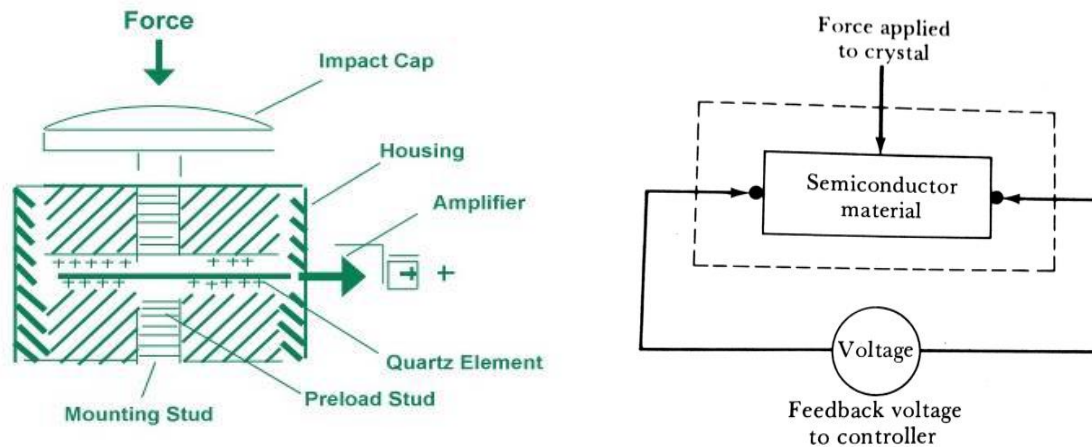 Force
Impact Cap
Housing
Amplifier
+ + + + +
+ + + +
+ +
+ + + + +
+ + + + +
Quartz Element
Preload Stud
Mounting Stud
Force applied
to crystal
Semiconductor
material
Voltage
Feedback voltage
to controller